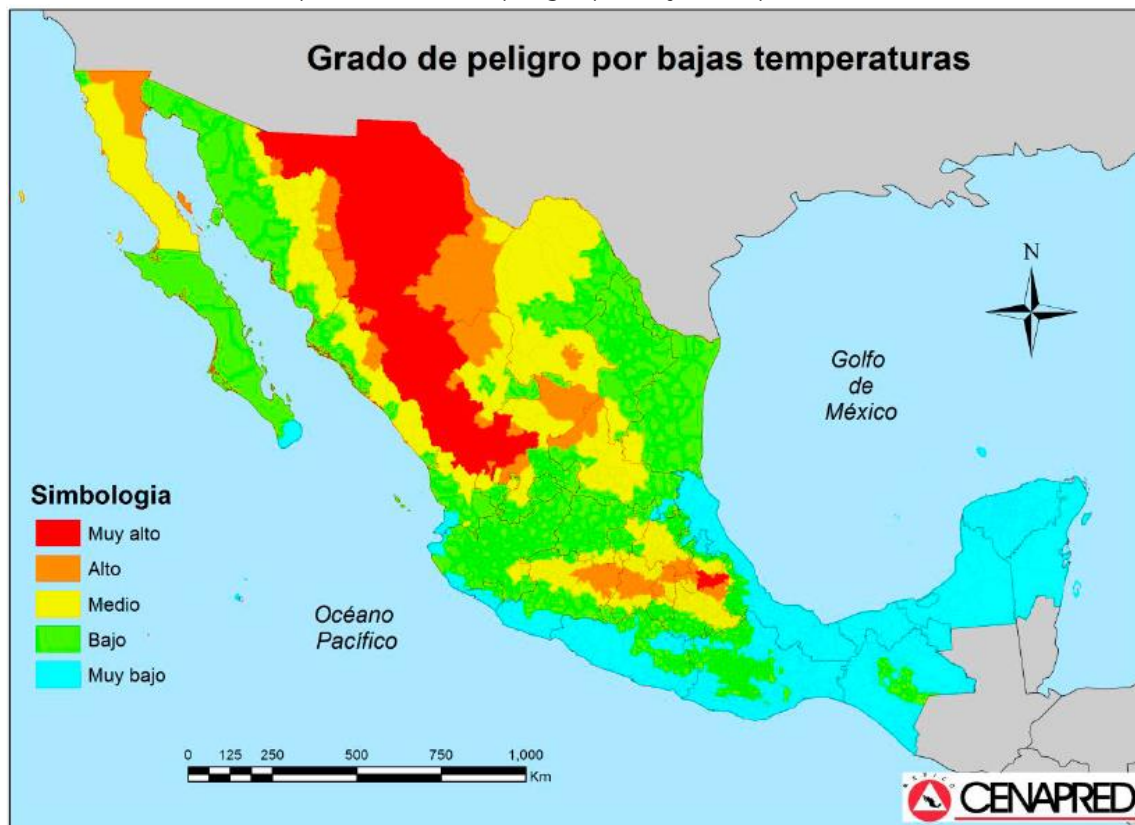 Grado de peligro por bajas temperaturas
N
Golfo
de
México
Simbologia
Muy alto
Alto
Medio
Bajo
Muy bajo
Océano
Pacífico
0 125 250 500 750 1,000
Km
MEXICO
CENAPRED